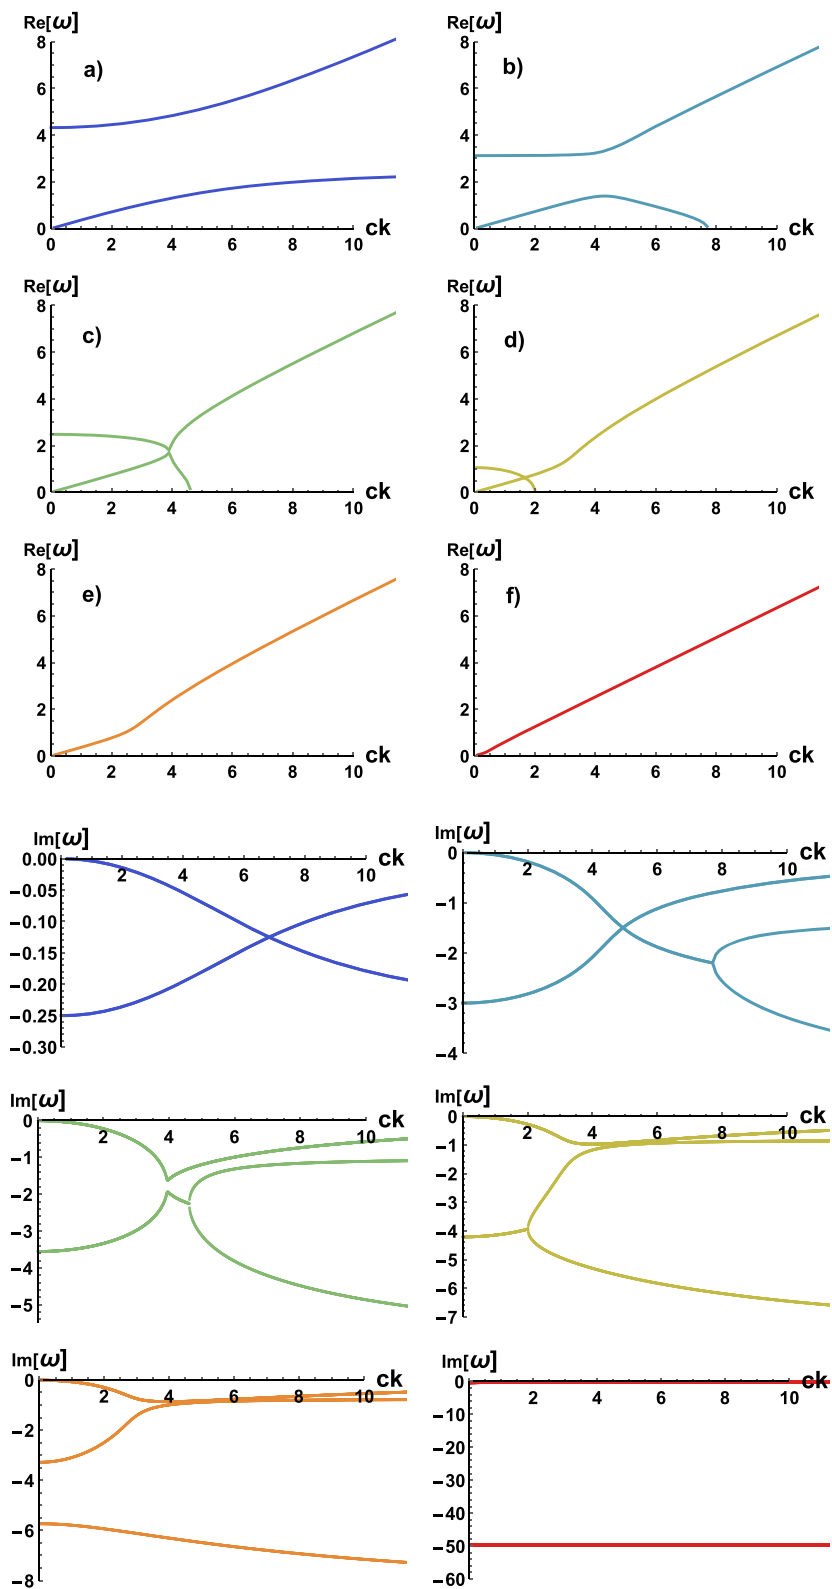 Re[ω]
8
6
4
2
0
a)
0 2 4 6 8 10 ck
Re[ω]
8
6
4
2
0
b)
0 2 4 6 8 10 ck
Re[ω]
8
6
4
2
0
c)
0 2 4 6 8 10 ck
Re[ω]
8
6
4
2
0
d)
0 2 4 6 8 10 ck
Re[ω]
8
6
4
2
0
e)
0 2 4 6 8 10 ck
Re[ω]
8
6
4
2
0
f)
0 2 4 6 8 10 ck
Im[ω]
0.00
−0.05
−0.10
−0.15
−0.20
−0.25
−0.30
2 4 6 8 10 ck
Im[ω]
0
−1
−2
−3
−4
2 4 6 8 10 ck
Im[ω]
0
−1
−2
−3
−4
−5
4 6 8 10 ck
Im[ω]
0
−1
−2
−3
−4
−5
−6
−7
2 4 6 8 10 ck
Im[ω]
0
−2
−4
−6
−8
2 4 6 8 10 ck
Im[ω]
0
−10
−20
−30
−40
−50
−60
2 4 6 8 10 ck